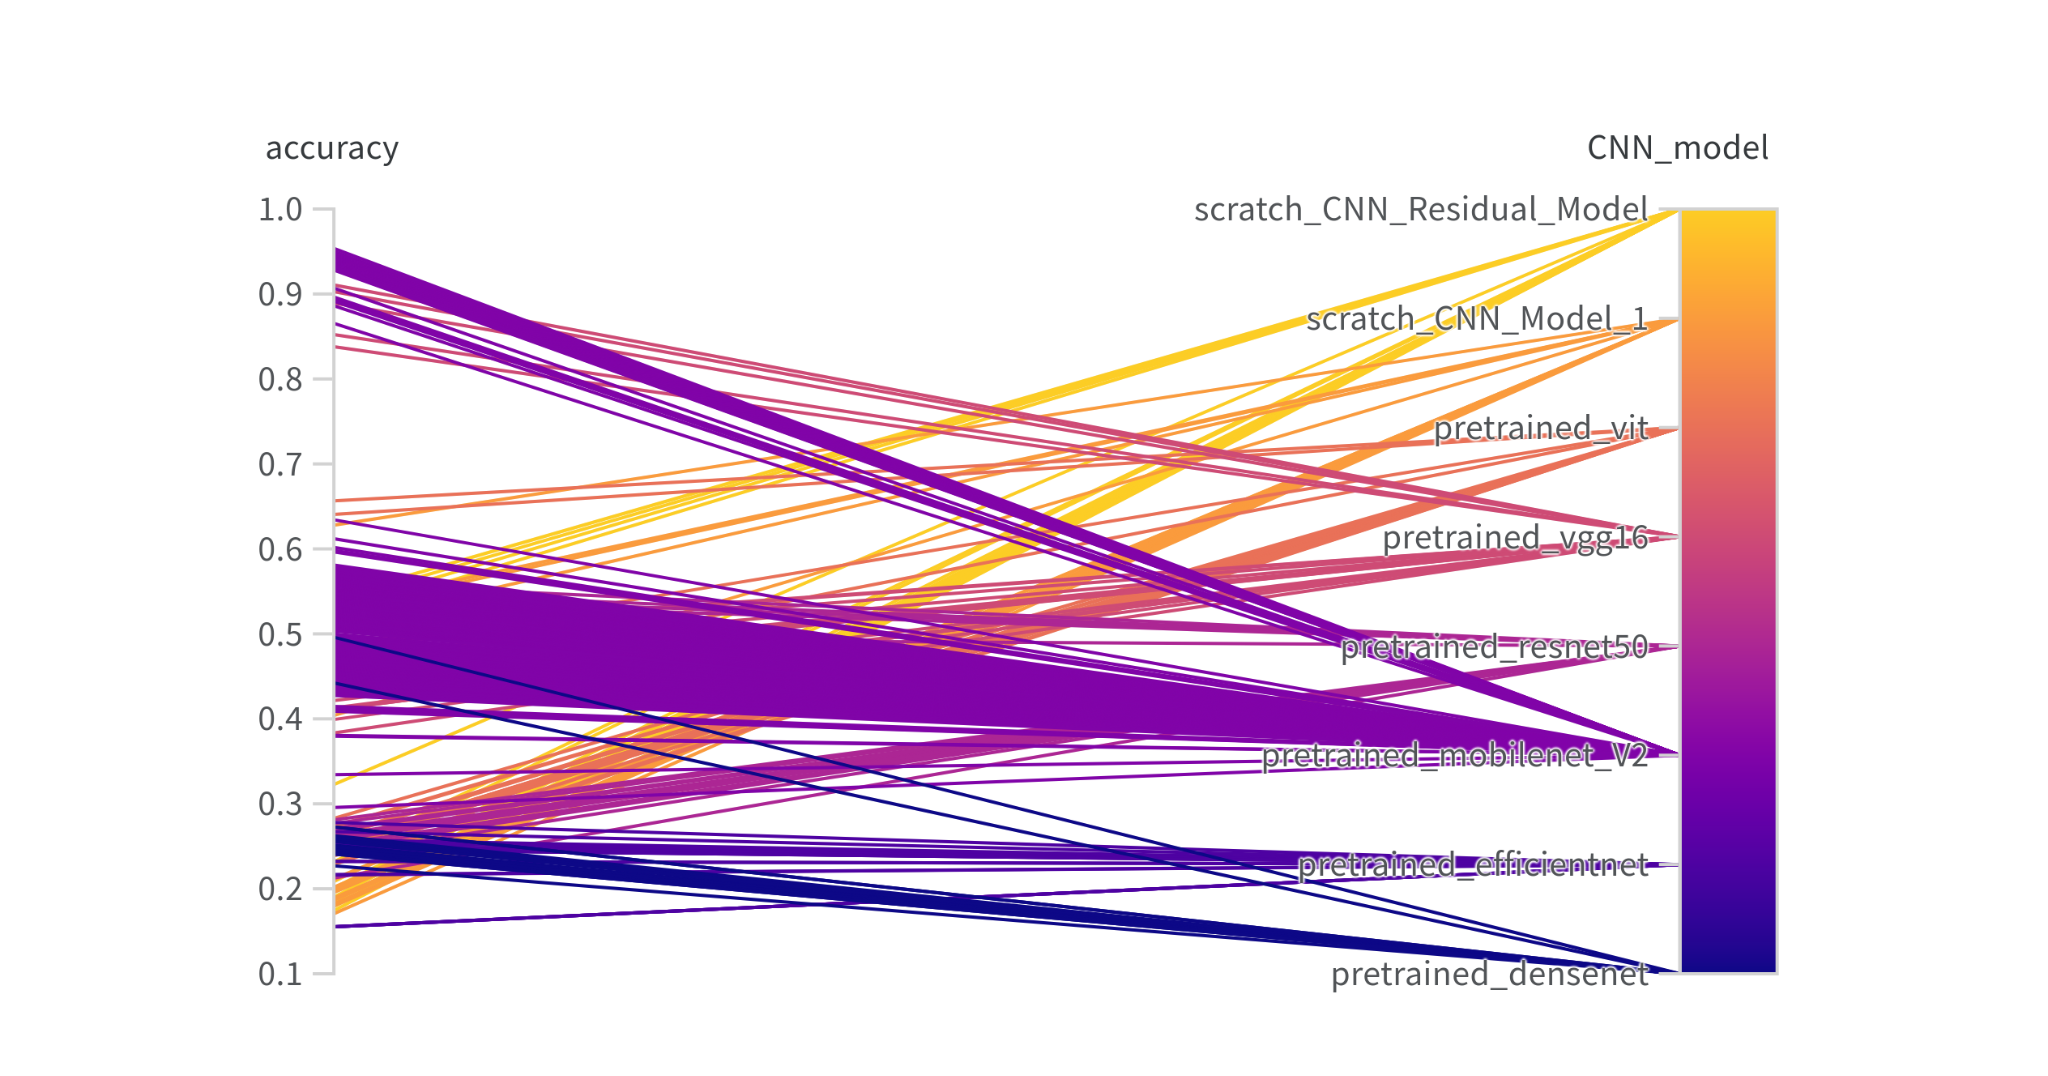 accuracy
CNN_model
1.0
0.9
0.8
0.7
0.6
0.5
0.4
0.3
0.2
0.1
scratch_CNN_Residual_Model
scratch_CNN_Model_1
pretrained_vit
pretrained_vgg16
pretrained_resnet50
pretrained_mobilenet_V2
pretrained_efficientnet
pretrained_densenet